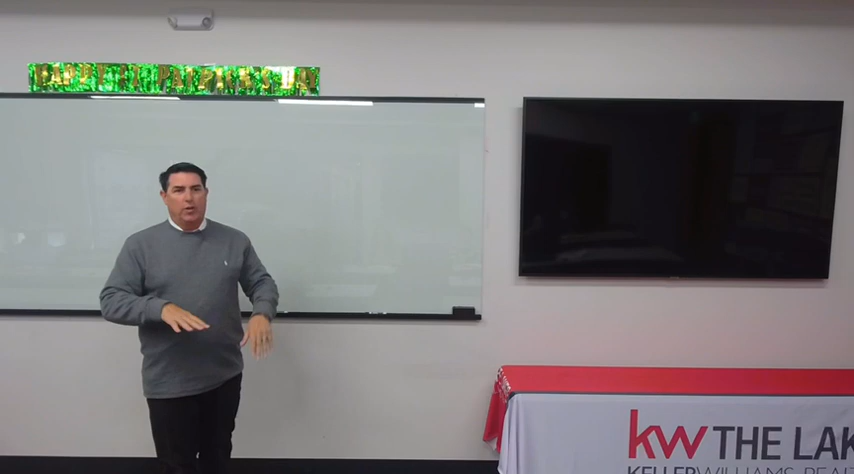 HAPPY ST PATRICK'S DAY
kw THE LAK
KELLERWILLIAMS. REAL